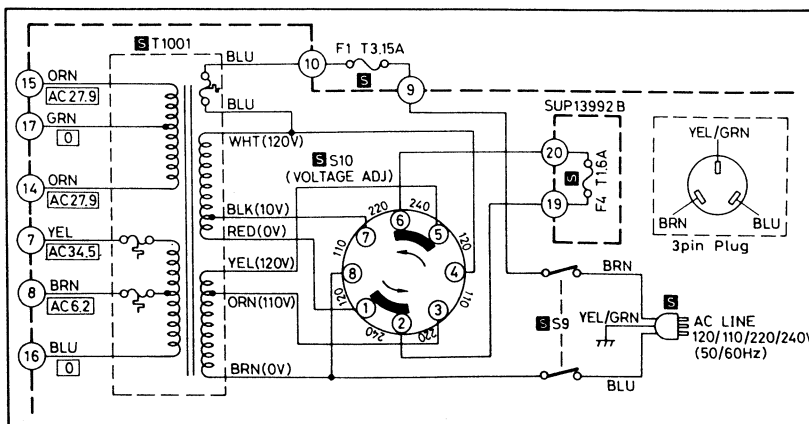 S T1001
BLU
10
F1 T3.15A
S
9
BLU
15
ORN
AC27.9
17
GRN
0
14
ORN
AC27.9
7
YEL
AC34.5
8
BRN
AC6.2
16
BLU
0
WHT(120V)
BLK(10V)
RED(0V)
YEL(120V)
ORN(110V)
BRN(0V)
S S10
(VOLTAGE ADJ)
220
240
120
110
110
120
240
220
6
5
7
8
4
1
2
3
SUP13992B
20
19
S
F4 T1.6A
YEL/GRN
BRN
BLU
3pin Plug
BRN
S
S S9
YEL/GRN
BLU
AC LINE
120/110/220/240V
(50/60Hz)